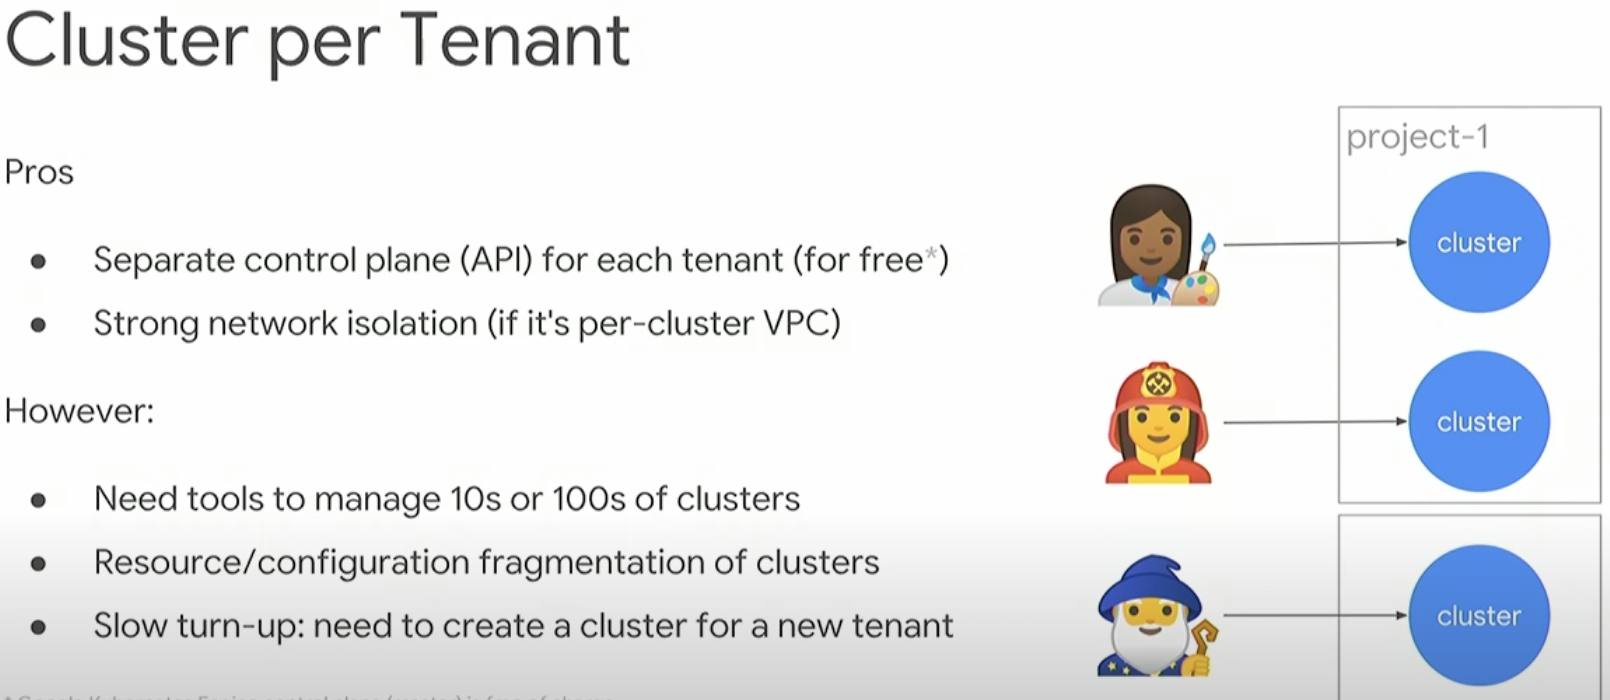 Cluster per Tenant
project-1
Pros
● Separate control plane (API) for each tenant (for free*)
● Strong network isolation (if it's per-cluster VPC)
However:
● Need tools to manage 10s or 100s of clusters
● Resource/configuration fragmentation of clusters
● Slow turn-up: need to create a cluster for a new tenant
cluster
cluster
cluster